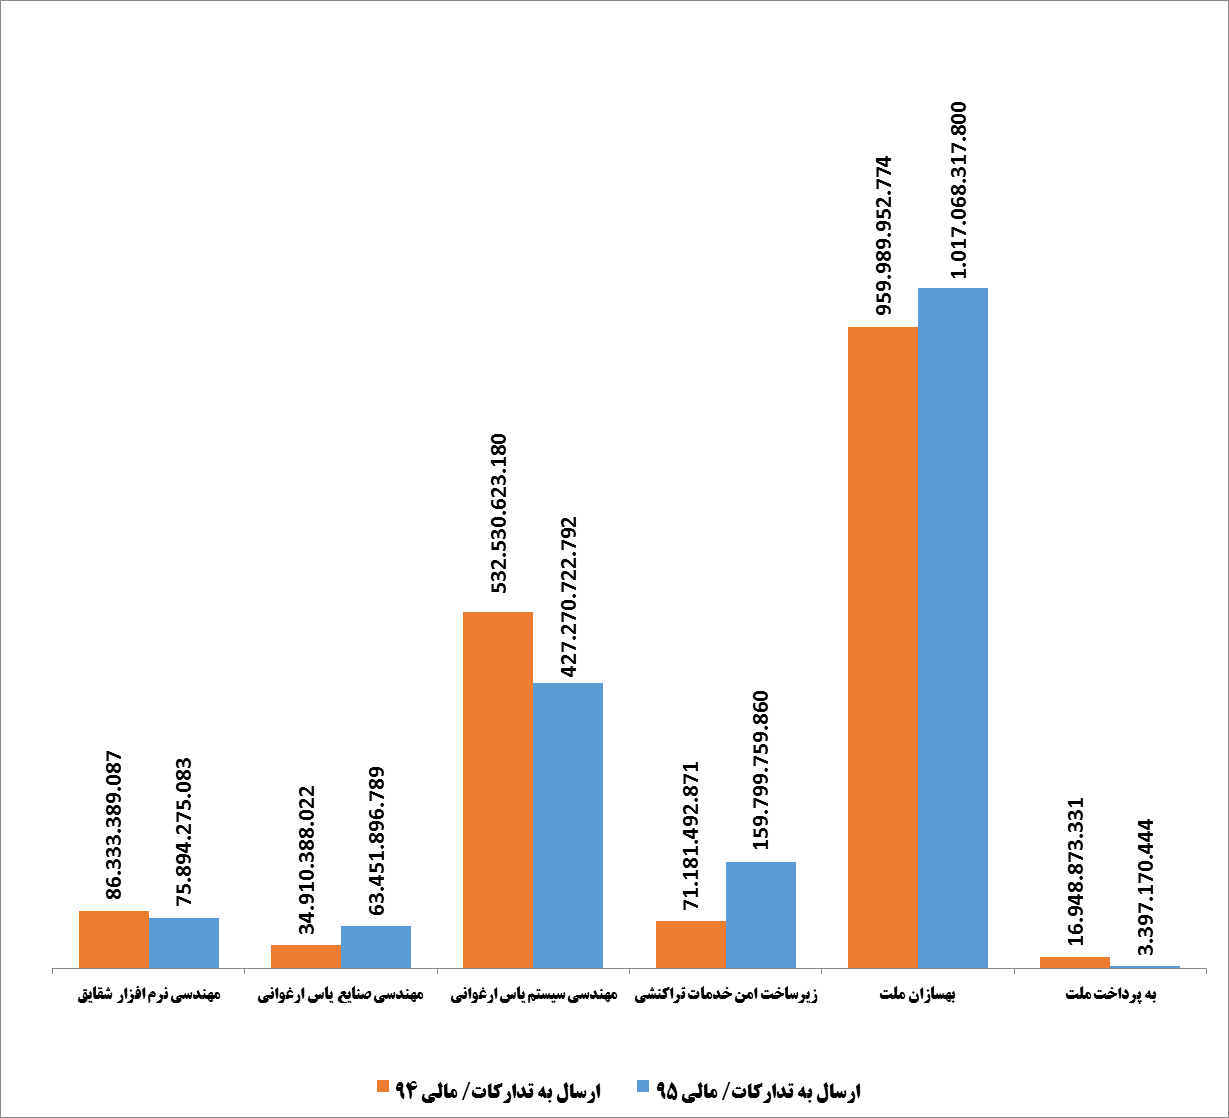 86.333.389.087
75.894.275.083
34.910.388.022
63.451.896.789
532.530.623.180
427.270.722.792
71.181.492.871
159.799.759.860
959.989.952.774
1.017.068.317.800
16.948.873.331
3.397.170.444
مهندسی نرم افزار شقایق
مهندسی صنایع یاس ارغوانی
مهندسی سیستم یاس ارغوانی
زیرساخت امن خدمات تراکنشی
بهسازان ملت
به پرداخت ملت
ارسال به تدارکات/ مالی ۹۴
ارسال به تدارکات/ مالی ۹۵